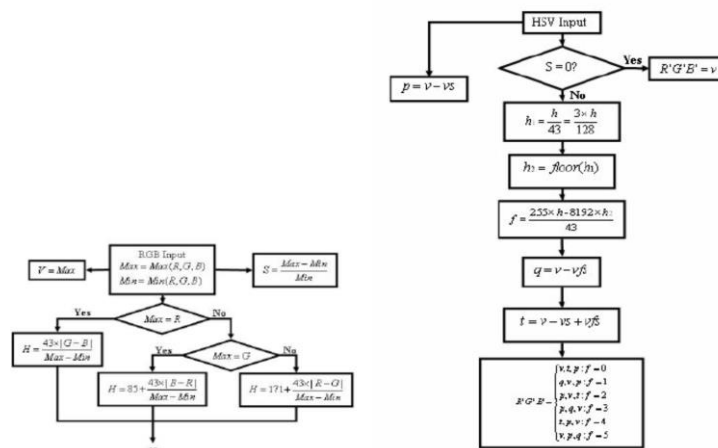 RGB Input
Max = Max(R, G, B)
Min = Min(R, G, B)
V = Max
S = Max − Min / Min
Yes
No
Max = R
H = 43×|G − B| / Max − Min
Yes
No
Max = G
H = 85 + 43×|B − R| / Max − Min
H = 171 + 43×|R − G| / Max − Min
HSV Input
S = 0?
Yes
R'G'B' = v
p = v − vs
No
h₁ = h / 43 = 3 × h / 128
h₂ = floor(h₁)
f = 255 × h − 8192 × h₂ / 43
q = v − vfs
t = v − vs + vfs
R'G'B' =
v, t, p : f = 0
q, v, p : f = 1
p, v, t : f = 2
p, q, v : f = 3
t, p, v : f = 4
v, p, q : f = 5